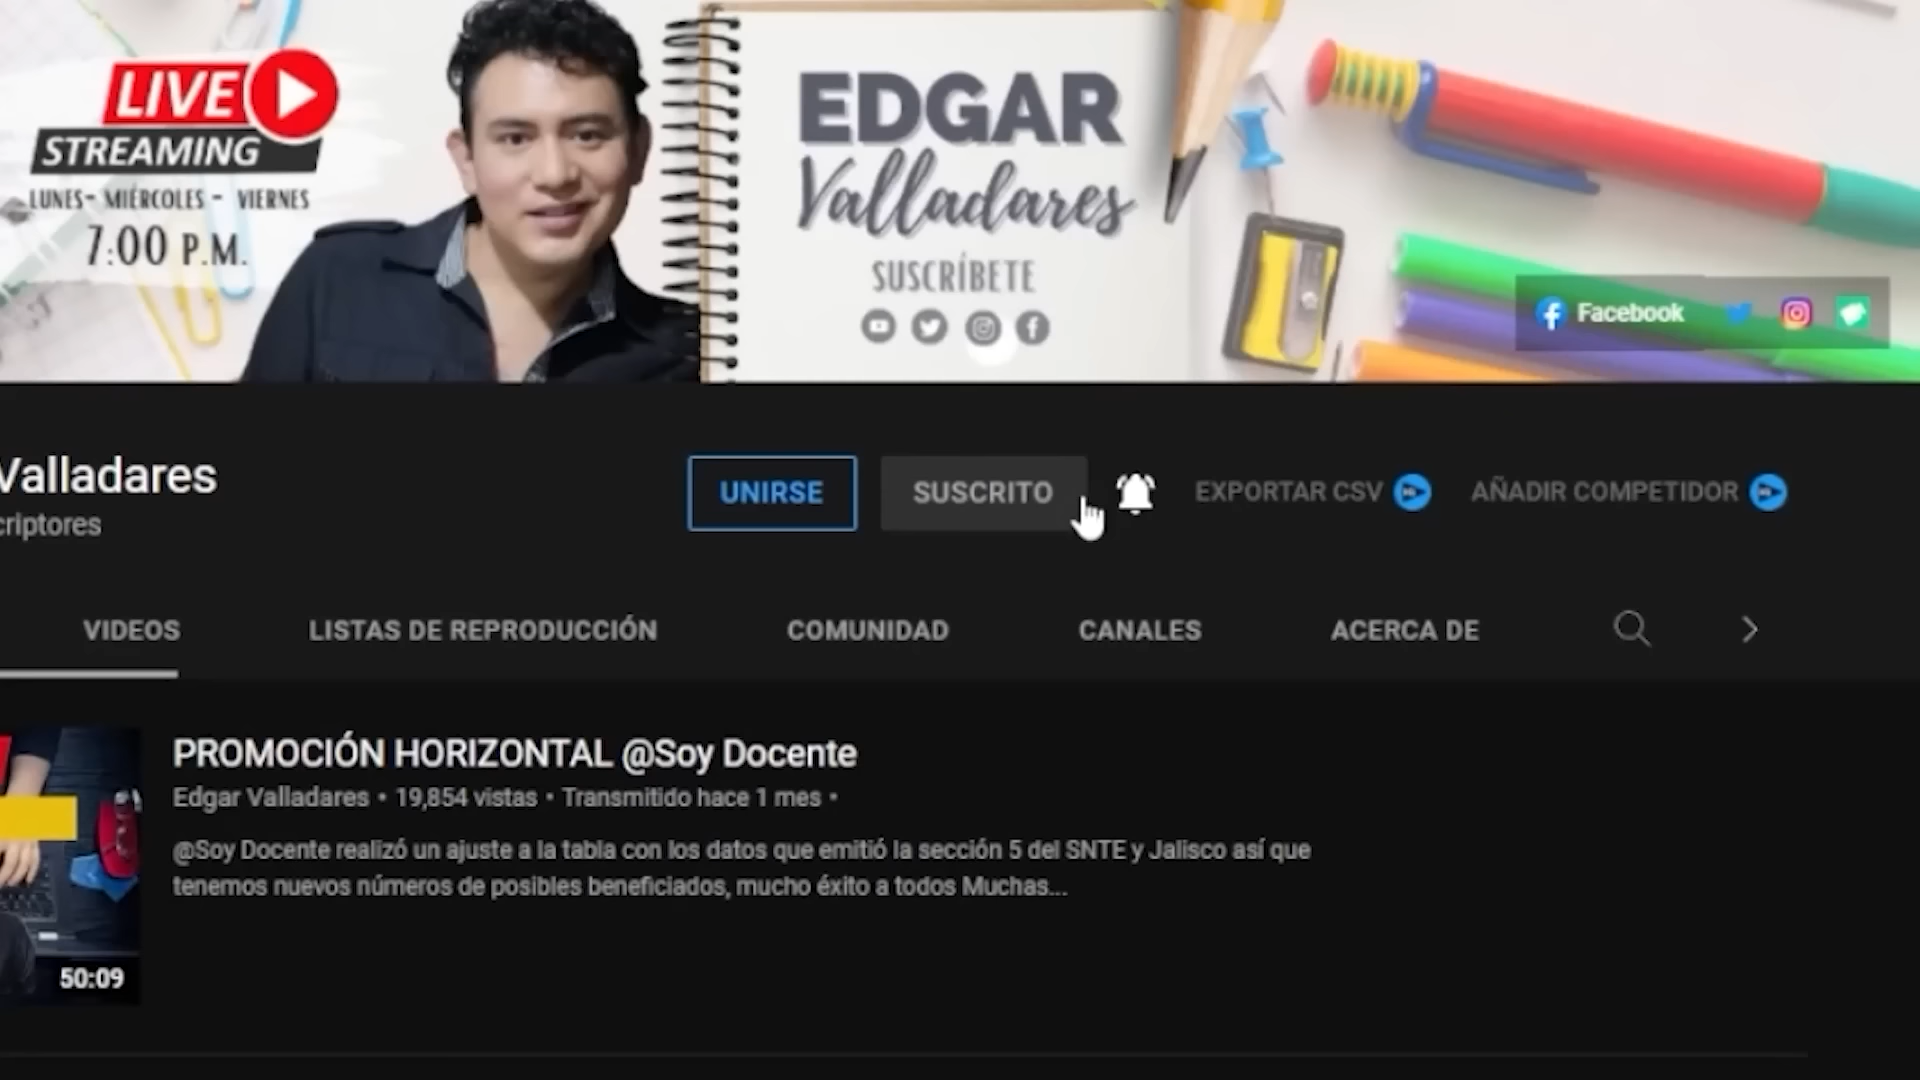 LIVE
STREAMING
LUNES- MIÉRCOLES - VIERNES
7:00 P.M.
EDGAR
Valladares
SUSCRÍBETE
Facebook
Valladares
criptores
UNIRSE
SUSCRITO
EXPORTAR CSV
AÑADIR COMPETIDOR
VIDEOS
LISTAS DE REPRODUCCIÓN
COMUNIDAD
CANALES
ACERCA DE
PROMOCIÓN HORIZONTAL @Soy Docente
Edgar Valladares • 19,854 vistas • Transmitido hace 1 mes •
@Soy Docente realizó un ajuste a la tabla con los datos que emitió la sección 5 del SNTE y Jalisco así que
tenemos nuevos números de posibles beneficiados, mucho éxito a todos Muchas...
50:09